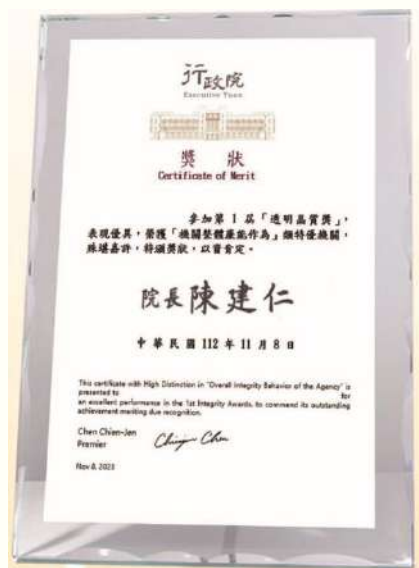 行政院
Executive Yuan
獎 狀
Certificate of Merit
參加第 1 屆「透明晶質獎」，
表現優異，榮獲「機關整體廉能作為」類特優機關，
殊堪嘉許，特頒獎狀，以資肯定。
院長陳建仁
中華民國 112 年 11 月 8 日
This certificate with High Distinction in "Overall Integrity Behavior of the Agency" is
presented to for
an excellent performance in the 1st Integrity Awards, to commend its outstanding
achievement meriting due recognition.
Chen Chien-Jen
Premier
Nov 8, 2023